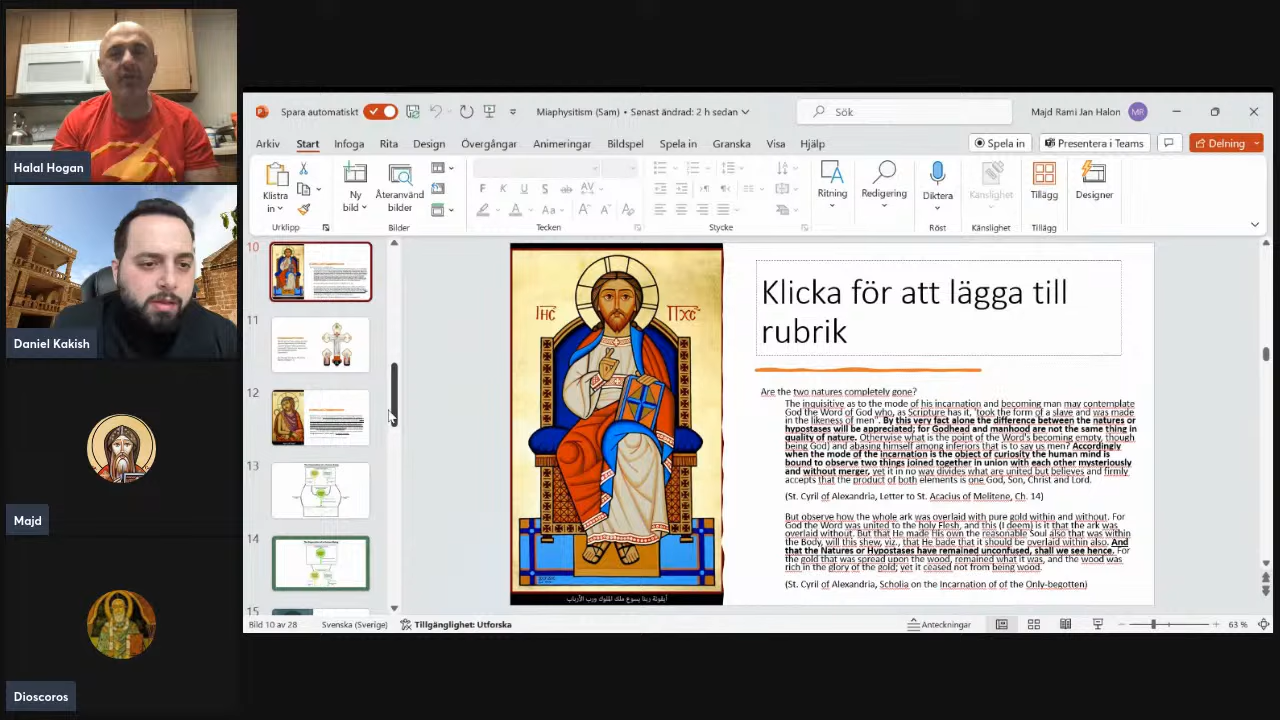 Halal Hogan
Daniel Kakish
Majd
Dioscoros
Spara automatiskt
Miaphysitism (Sam) • Senast ändrad: 2 h sedan
Sök
Majd Rami Jan Halon
MR
Arkiv
Start
Infoga
Rita
Design
Övergångar
Animeringar
Bildspel
Spela in
Granska
Visa
Hjälp
Spela in
Presentera i Teams
Delning
Klistra
in
Ny
bild
Återanvänd
bilder
F K U S ab AV
Aa
Ritning
Redigering
Diktera
Känslighet
Tillägg
Designer
Urklipp
Bilder
Tecken
Stycke
Röst
Känslighet
Tillägg
10
11
12
13
14
15
Klicka för att lägga till
rubrik
Are the two natures completely gone?
The inquisitive as to the mode of his incarnation and becoming man may contemplate
God the Word of God who, as Scripture has it, 'took the form of a slave and was made
in the likeness of men". By this very fact alone the difference between the natures or
hypostases will be appreciated; for Godhead and manhood are not the same thing in
quality of nature. Otherwise what is the point of the Word's becoming empty, though
being God) and abasing himself among inferiors that is to say us men? Accordingly
when the mode of the incarnation is the object of curiosity the human mind is
bound to observe two things joined together in union with each other mysteriously
and without merger, yet it in no way divides what are united but believes and firmly
accepts that the product of both elements is one God, Son, Christ and Lord.
(St. Cyril of Alexandria, Letter to St. Acacius of Melitene, Ch. 14)
But observe how the whole ark was overlaid with pure gold within and without. For
God the Word was united to the holy Flesh, and this (I deem) is it that the ark was
overlaid without. But that He made His own the reasonable Soul also that was within
the Body, will this shew, viz., that He bade that it should be overlaid within also. And
that the Natures or Hypostases have remained unconfused, shall we see hence. For
the gold that was spread upon the wood, remained what it was, and the wood was
rich in the glory of the gold; yet it ceased not from being wood.
(St. Cyril of Alexandria, Scholia on the Incarnation of of the Only-begotten)
أيقونة ربنا يسوع ملك الملوك ورب الأرباب
Bild 10 av 28
Svenska (Sverige)
Tillgänglighet: Utforska
Anteckningar
63 %